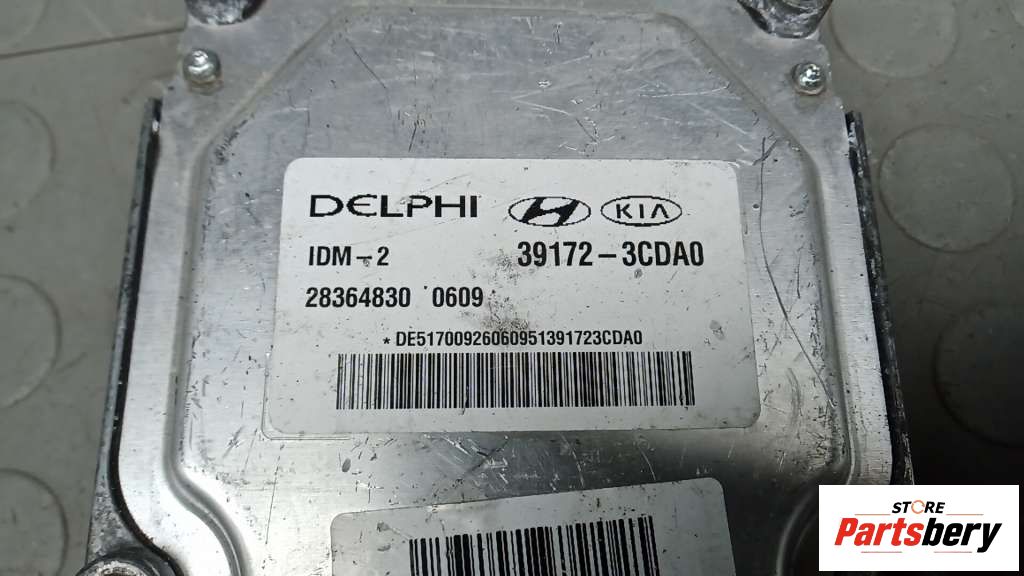 DELPHI KIA
IDM-2 39172-3CDA0
28364830 0609
*DE51700926060951391723CDA0
STORE
Partsbery